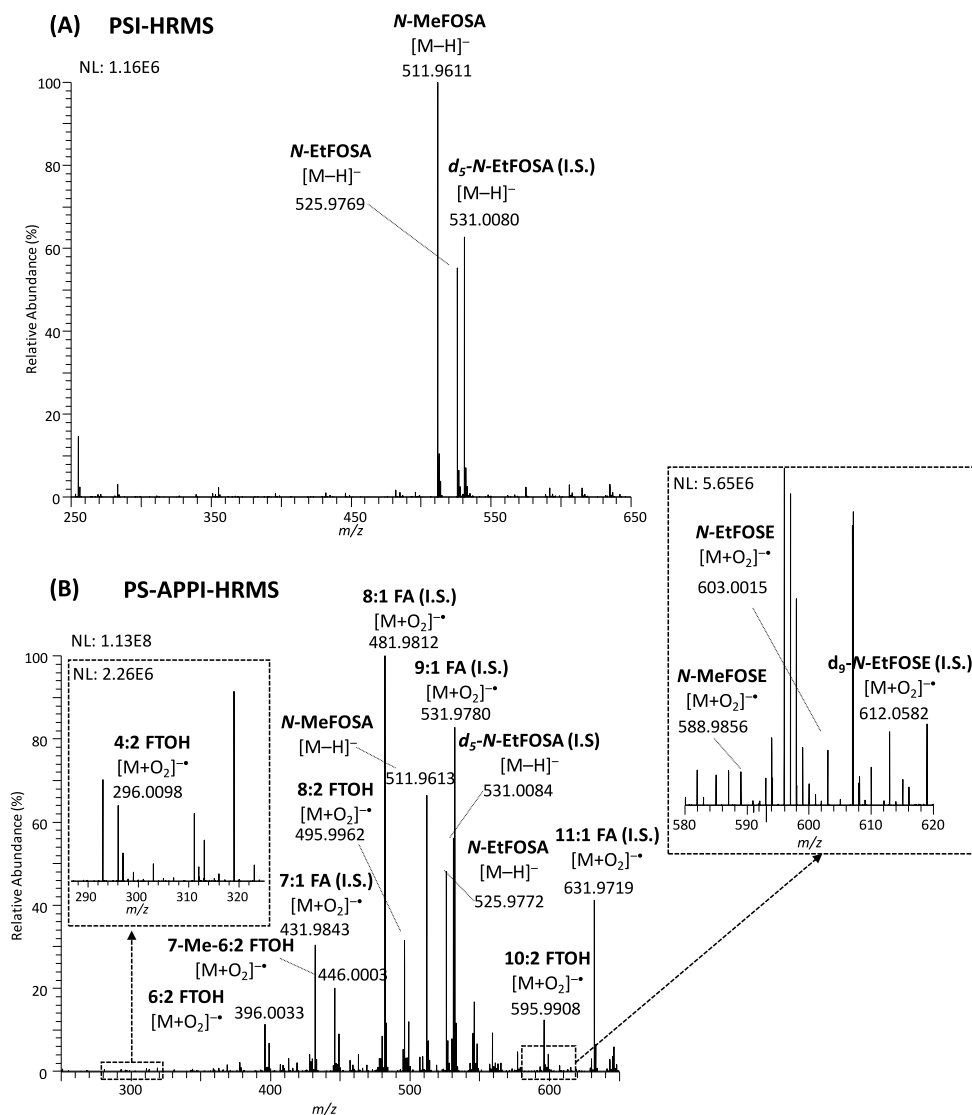 (A) PSI-HRMS
NL: 1.16E6
N-MeFOSA
[M−H]⁻
511.9611
N-EtFOSA
[M−H]⁻
525.9769
d₅-N-EtFOSA (I.S.)
[M−H]⁻
531.0080
Relative Abundance (%)
100
80
60
40
20
0
250 350 450 550 650
m/z
(B) PS-APPI-HRMS
NL: 1.13E8
NL: 2.26E6
4:2 FTOH
[M+O₂]⁻•
296.0098
290 300 310 320
m/z
8:1 FA (I.S.)
[M+O₂]⁻•
481.9812
9:1 FA (I.S.)
[M+O₂]⁻•
531.9780
N-MeFOSA
[M−H]⁻
511.9613
d₅-N-EtFOSA (I.S)
[M−H]⁻
531.0084
8:2 FTOH
[M+O₂]⁻•
495.9962
N-EtFOSA
[M−H]⁻
525.9772
11:1 FA (I.S.)
[M+O₂]⁻•
631.9719
7:1 FA (I.S.)
[M+O₂]⁻•
431.9843
7-Me-6:2 FTOH
[M+O₂]⁻•
446.0003
6:2 FTOH
[M+O₂]⁻•
396.0033
10:2 FTOH
[M+O₂]⁻•
595.9908
Relative Abundance (%)
100
80
60
40
20
0
300 400 500 600
m/z
NL: 5.65E6
N-EtFOSE
[M+O₂]⁻•
603.0015
N-MeFOSE
[M+O₂]⁻•
588.9856
d₉-N-EtFOSE (I.S.)
[M+O₂]⁻•
612.0582
580 590 600 610 620
m/z